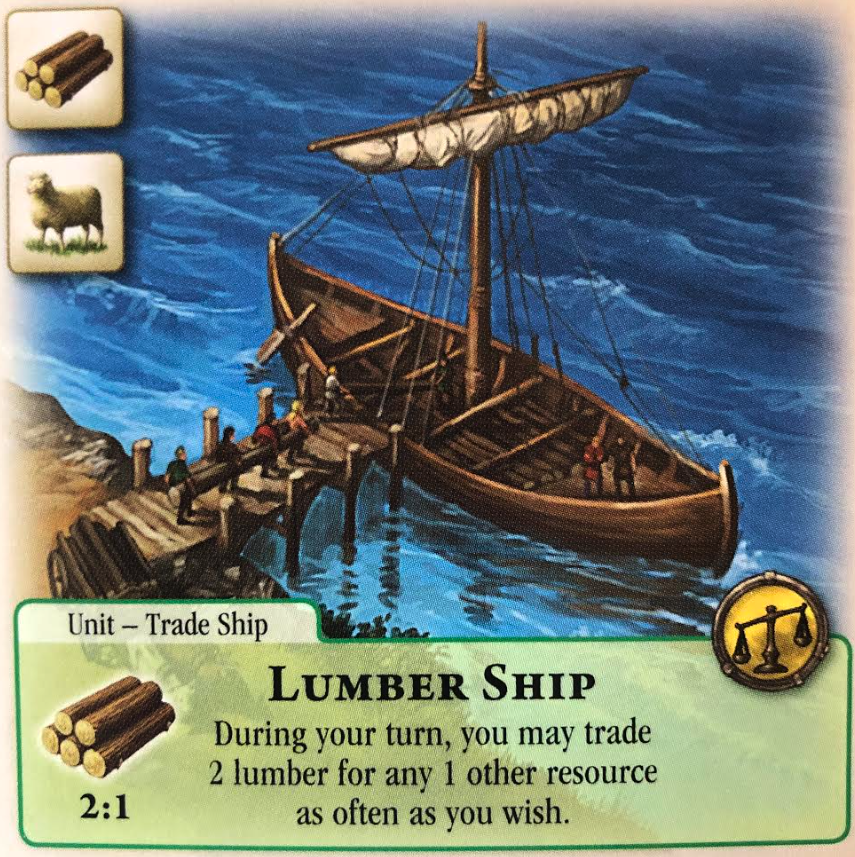 Unit – Trade Ship
LUMBER SHIP
During your turn, you may trade
2 lumber for any 1 other resource
as often as you wish.
2:1